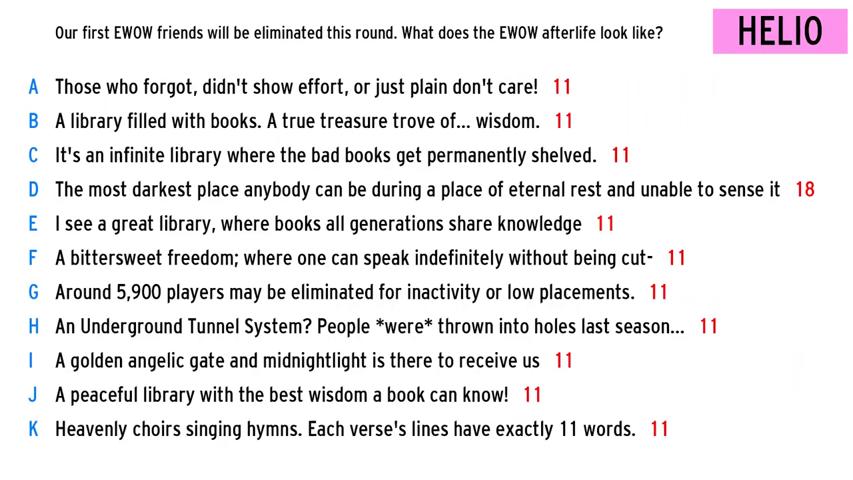 Our first EWOW friends will be eliminated this round. What does the EWOW afterlife look like?
HELIO
A Those who forgot, didn't show effort, or just plain don't care! 11
B A library filled with books. A true treasure trove of... wisdom. 11
C It's an infinite library where the bad books get permanently shelved. 11
D The most darkest place anybody can be during a place of eternal rest and unable to sense it 18
E I see a great library, where books all generations share knowledge 11
F A bittersweet freedom; where one can speak indefinitely without being cut- 11
G Around 5,900 players may be eliminated for inactivity or low placements. 11
H An Underground Tunnel System? People *were* thrown into holes last season... 11
I A golden angelic gate and midnightlight is there to receive us 11
J A peaceful library with the best wisdom a book can know! 11
K Heavenly choirs singing hymns. Each verse's lines have exactly 11 words. 11